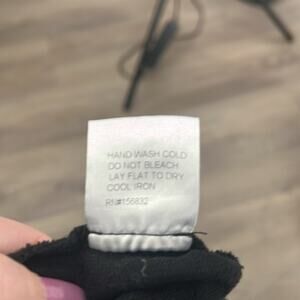 HAND WASH COLD
DO NOT BLEACH
LAY FLAT TO DRY
COOL IRON
RN#156832